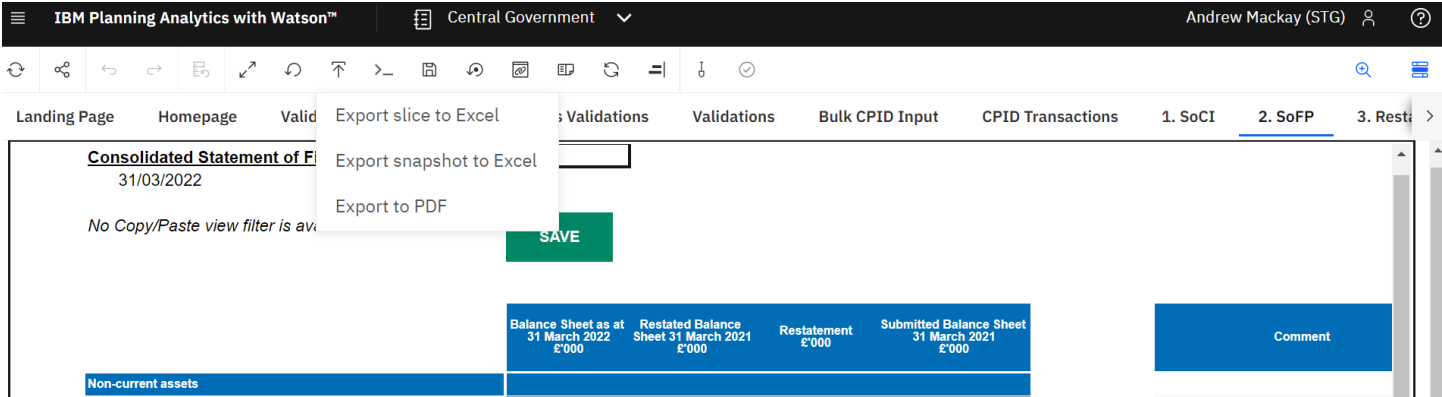 IBM Planning Analytics with Watson™
Central Government
Andrew Mackay (STG)
Landing Page Homepage Valid s Validations Validations Bulk CPID Input CPID Transactions 1. SoCI 2. SoFP 3. Resta
Export slice to Excel
Export snapshot to Excel
Export to PDF
Consolidated Statement of Fi
31/03/2022
No Copy/Paste view filter is ava
SAVE
Balance Sheet as at
31 March 2022
£'000
Restated Balance
Sheet 31 March 2021
£'000
Restatement
£'000
Submitted Balance Sheet
31 March 2021
£'000
Comment
Non-current assets